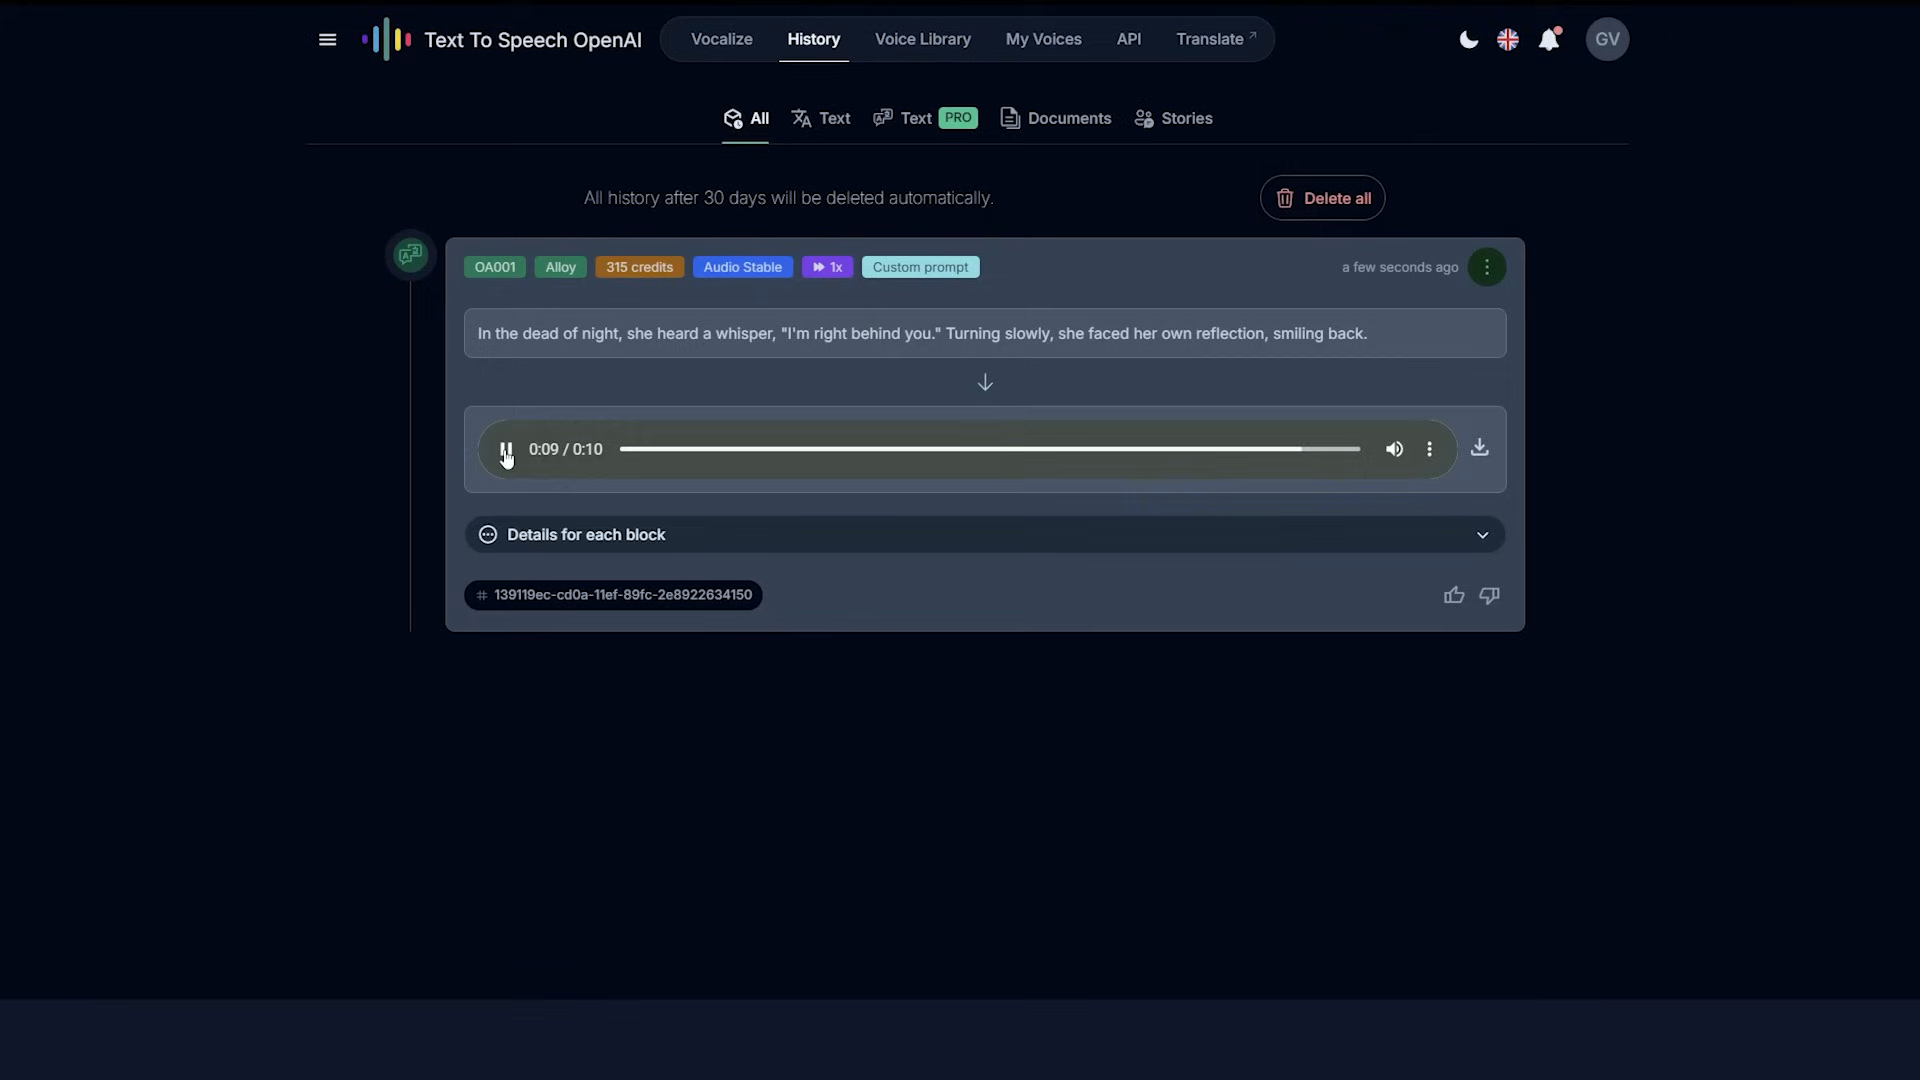 Text To Speech OpenAI
Vocalize
History
Voice Library
My Voices
API
Translate
GV
All
Text
Text PRO
Documents
Stories
All history after 30 days will be deleted automatically.
Delete all
OA001
Alloy
315 credits
Audio Stable
1x
Custom prompt
a few seconds ago
In the dead of night, she heard a whisper, "I'm right behind you." Turning slowly, she faced her own reflection, smiling back.
0:09 / 0:10
Details for each block
# 139119ec-cd0a-11ef-89fc-2e8922634150